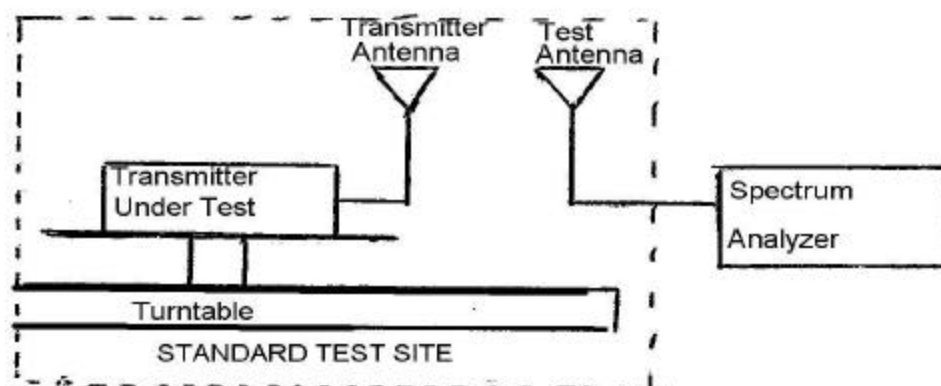 Transmitter
Antenna
Test
Antenna
Transmitter
Under Test
Spectrum
Analyzer
Turntable
STANDARD TEST SITE